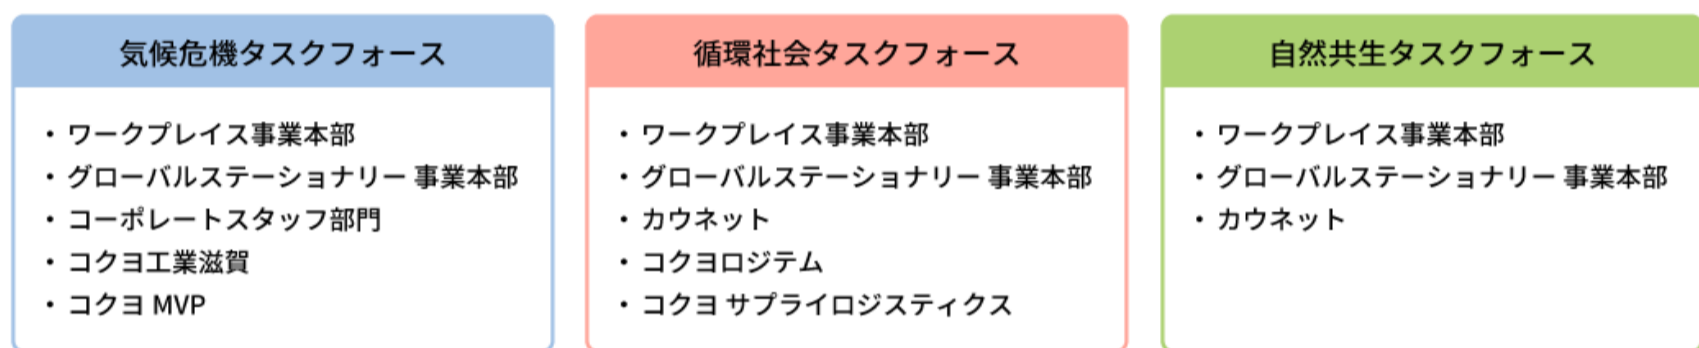 気候危機タスクフォース
・ワークプレイス事業本部
・グローバルステーショナリー 事業本部
・コーポレートスタッフ部門
・コクヨ工業滋賀
・コクヨ MVP
循環社会タスクフォース
・ワークプレイス事業本部
・グローバルステーショナリー 事業本部
・カウネット
・コクヨロジテム
・コクヨ サプライロジスティクス
自然共生タスクフォース
・ワークプレイス事業本部
・グローバルステーショナリー 事業本部
・カウネット